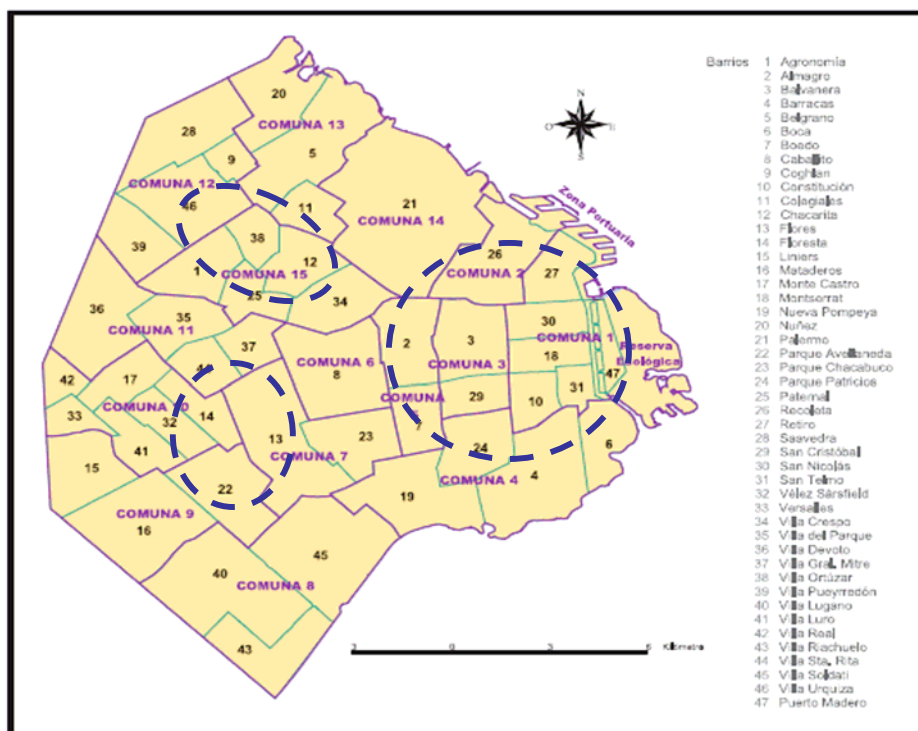 N
O E
S
Zona Portuaria
20
COMUNA 13
28
9
5
COMUNA 12
46
11
21
COMUNA 14
39
38
12
26
COMUNA 2
27
1
COMUNA 15
25
34
36
35
COMUNA 11
30
COMUNA 1
2
3
37
44
COMUNA 6
8
COMUNA 3
18
Reserva
Ecológica
47
42
17
COMUNA 10
33
32
14
COMUNA
29
10
31
7
41
13
23
COMUNA 7
24
6
15
22
COMUNA 4
4
19
COMUNA 9
16
45
40
COMUNA 8
43
0
Barrios 1 Agronomía
2 Almagro
3 Balvanera
4 Barracas
5 Belgrano
6 Boca
7 Boedo
8 Caballito
9 Coghlan
10 Constitución
11 Colegiales
12 Chacarita
13 Flores
14 Floresta
15 Liniers
16 Mataderos
17 Monte Castro
18 Montserrat
19 Nueva Pompeya
20 Nuñez
21 Palermo
22 Parque Avellaneda
23 Parque Chacabuco
24 Parque Patricios
25 Paternal
26 Recoleta
27 Retiro
28 Saavedra
29 San Cristóbal
30 San Nicolás
31 San Telmo
32 Vélez Sársfield
33 Versalles
34 Villa Crespo
35 Villa del Parque
36 Villa Devoto
37 Villa Gral. Mitre
38 Villa Ortúzar
39 Villa Pueyrredón
40 Villa Lugano
41 Villa Luro
42 Villa Real
43 Villa Riachuelo
44 Villa Sta. Rita
45 Villa Soldati
46 Villa Urquiza
47 Puerto Madero